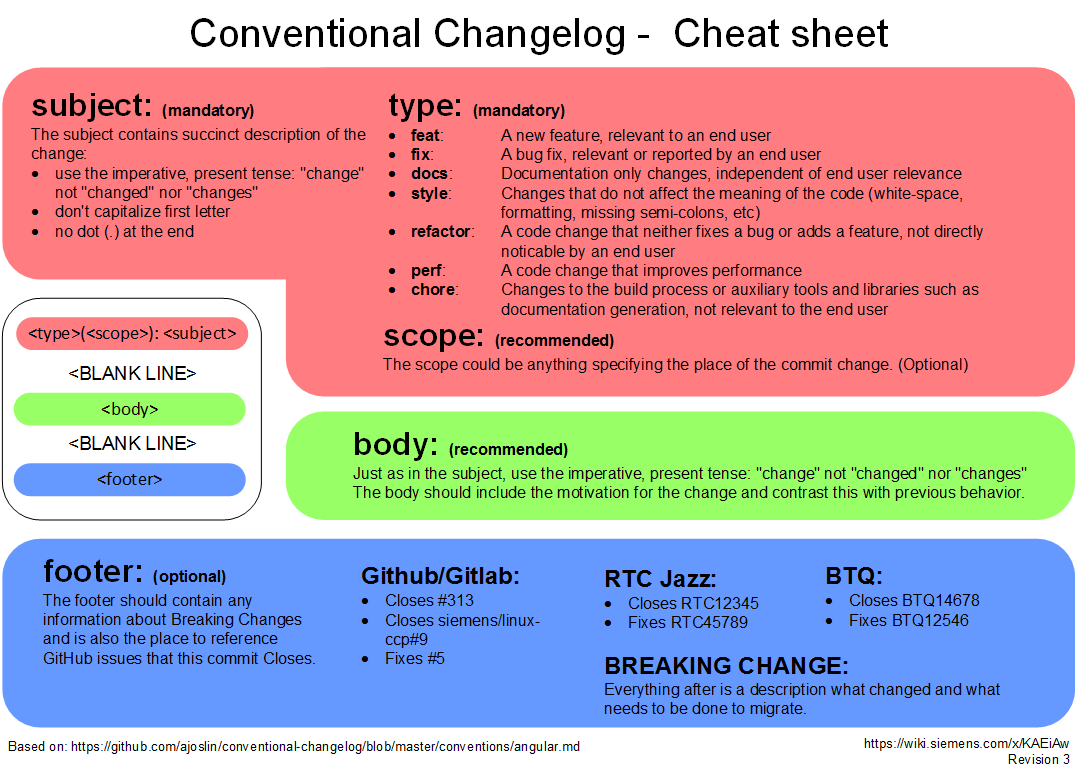 Conventional Changelog -  Cheat sheet
subject: (mandatory)
The subject contains succinct description of the
change:
• use the imperative, present tense: "change"
not "changed" nor "changes"
• don't capitalize first letter
• no dot (.) at the end
type: (mandatory)
• feat: A new feature, relevant to an end user
• fix: A bug fix, relevant or reported by an end user
• docs: Documentation only changes, independent of end user relevance
• style: Changes that do not affect the meaning of the code (white-space,
formatting, missing semi-colons, etc)
• refactor: A code change that neither fixes a bug or adds a feature, not directly
noticable by an end user
• perf: A code change that improves performance
• chore: Changes to the build process or auxiliary tools and libraries such as
documentation generation, not relevant to the end user
scope: (recommended)
The scope could be anything specifying the place of the commit change. (Optional)
<type>(<scope>): <subject>
<BLANK LINE>
<body>
<BLANK LINE>
<footer>
body: (recommended)
Just as in the subject, use the imperative, present tense: "change" not "changed" nor "changes"
The body should include the motivation for the change and contrast this with previous behavior.
footer: (optional)
The footer should contain any
information about Breaking Changes
and is also the place to reference
GitHub issues that this commit Closes.
Github/Gitlab:
• Closes #313
• Closes siemens/linux-
ccp#9
• Fixes #5
RTC Jazz:
• Closes RTC12345
• Fixes RTC45789
BTQ:
• Closes BTQ14678
• Fixes BTQ12546
BREAKING CHANGE:
Everything after is a description what changed and what
needs to be done to migrate.
Based on: https://github.com/ajoslin/conventional-changelog/blob/master/conventions/angular.md
https://wiki.siemens.com/x/KAEiAw
Revision 3